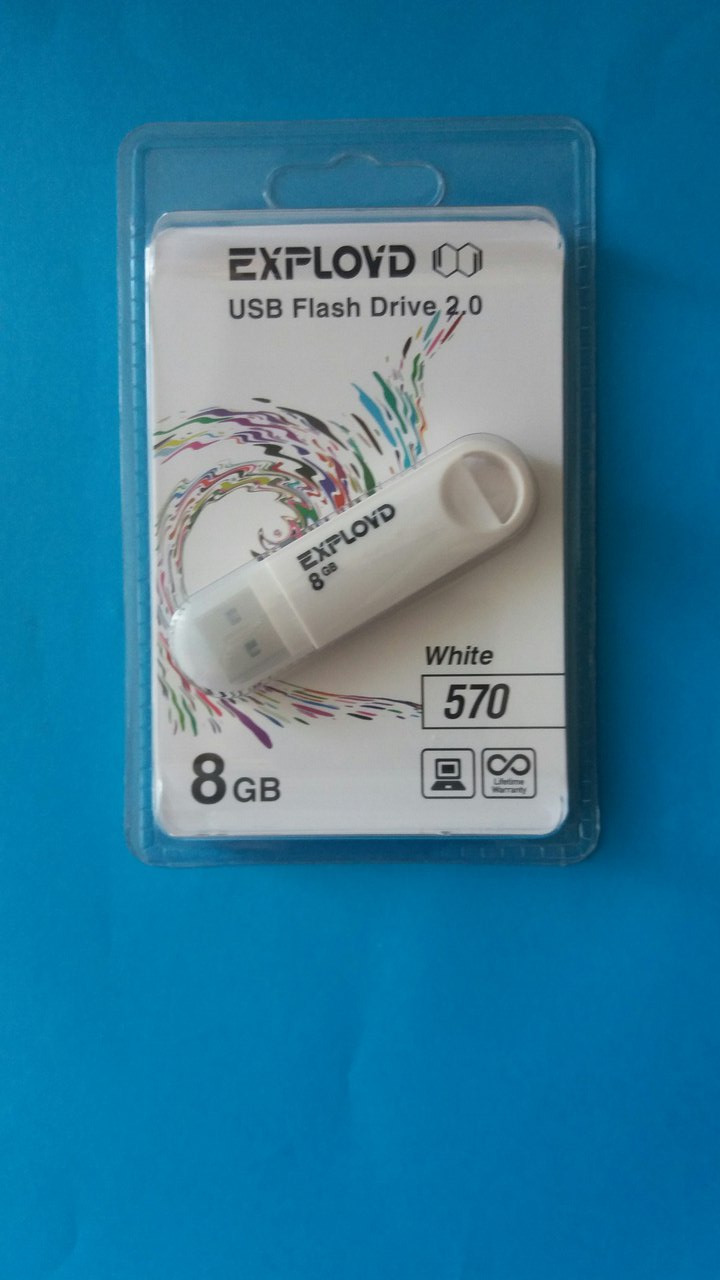 EXPLOYD
USB Flash Drive 2.0
EXPLOYD
8 GB
White
570
8 GB
Lifetime
Warranty